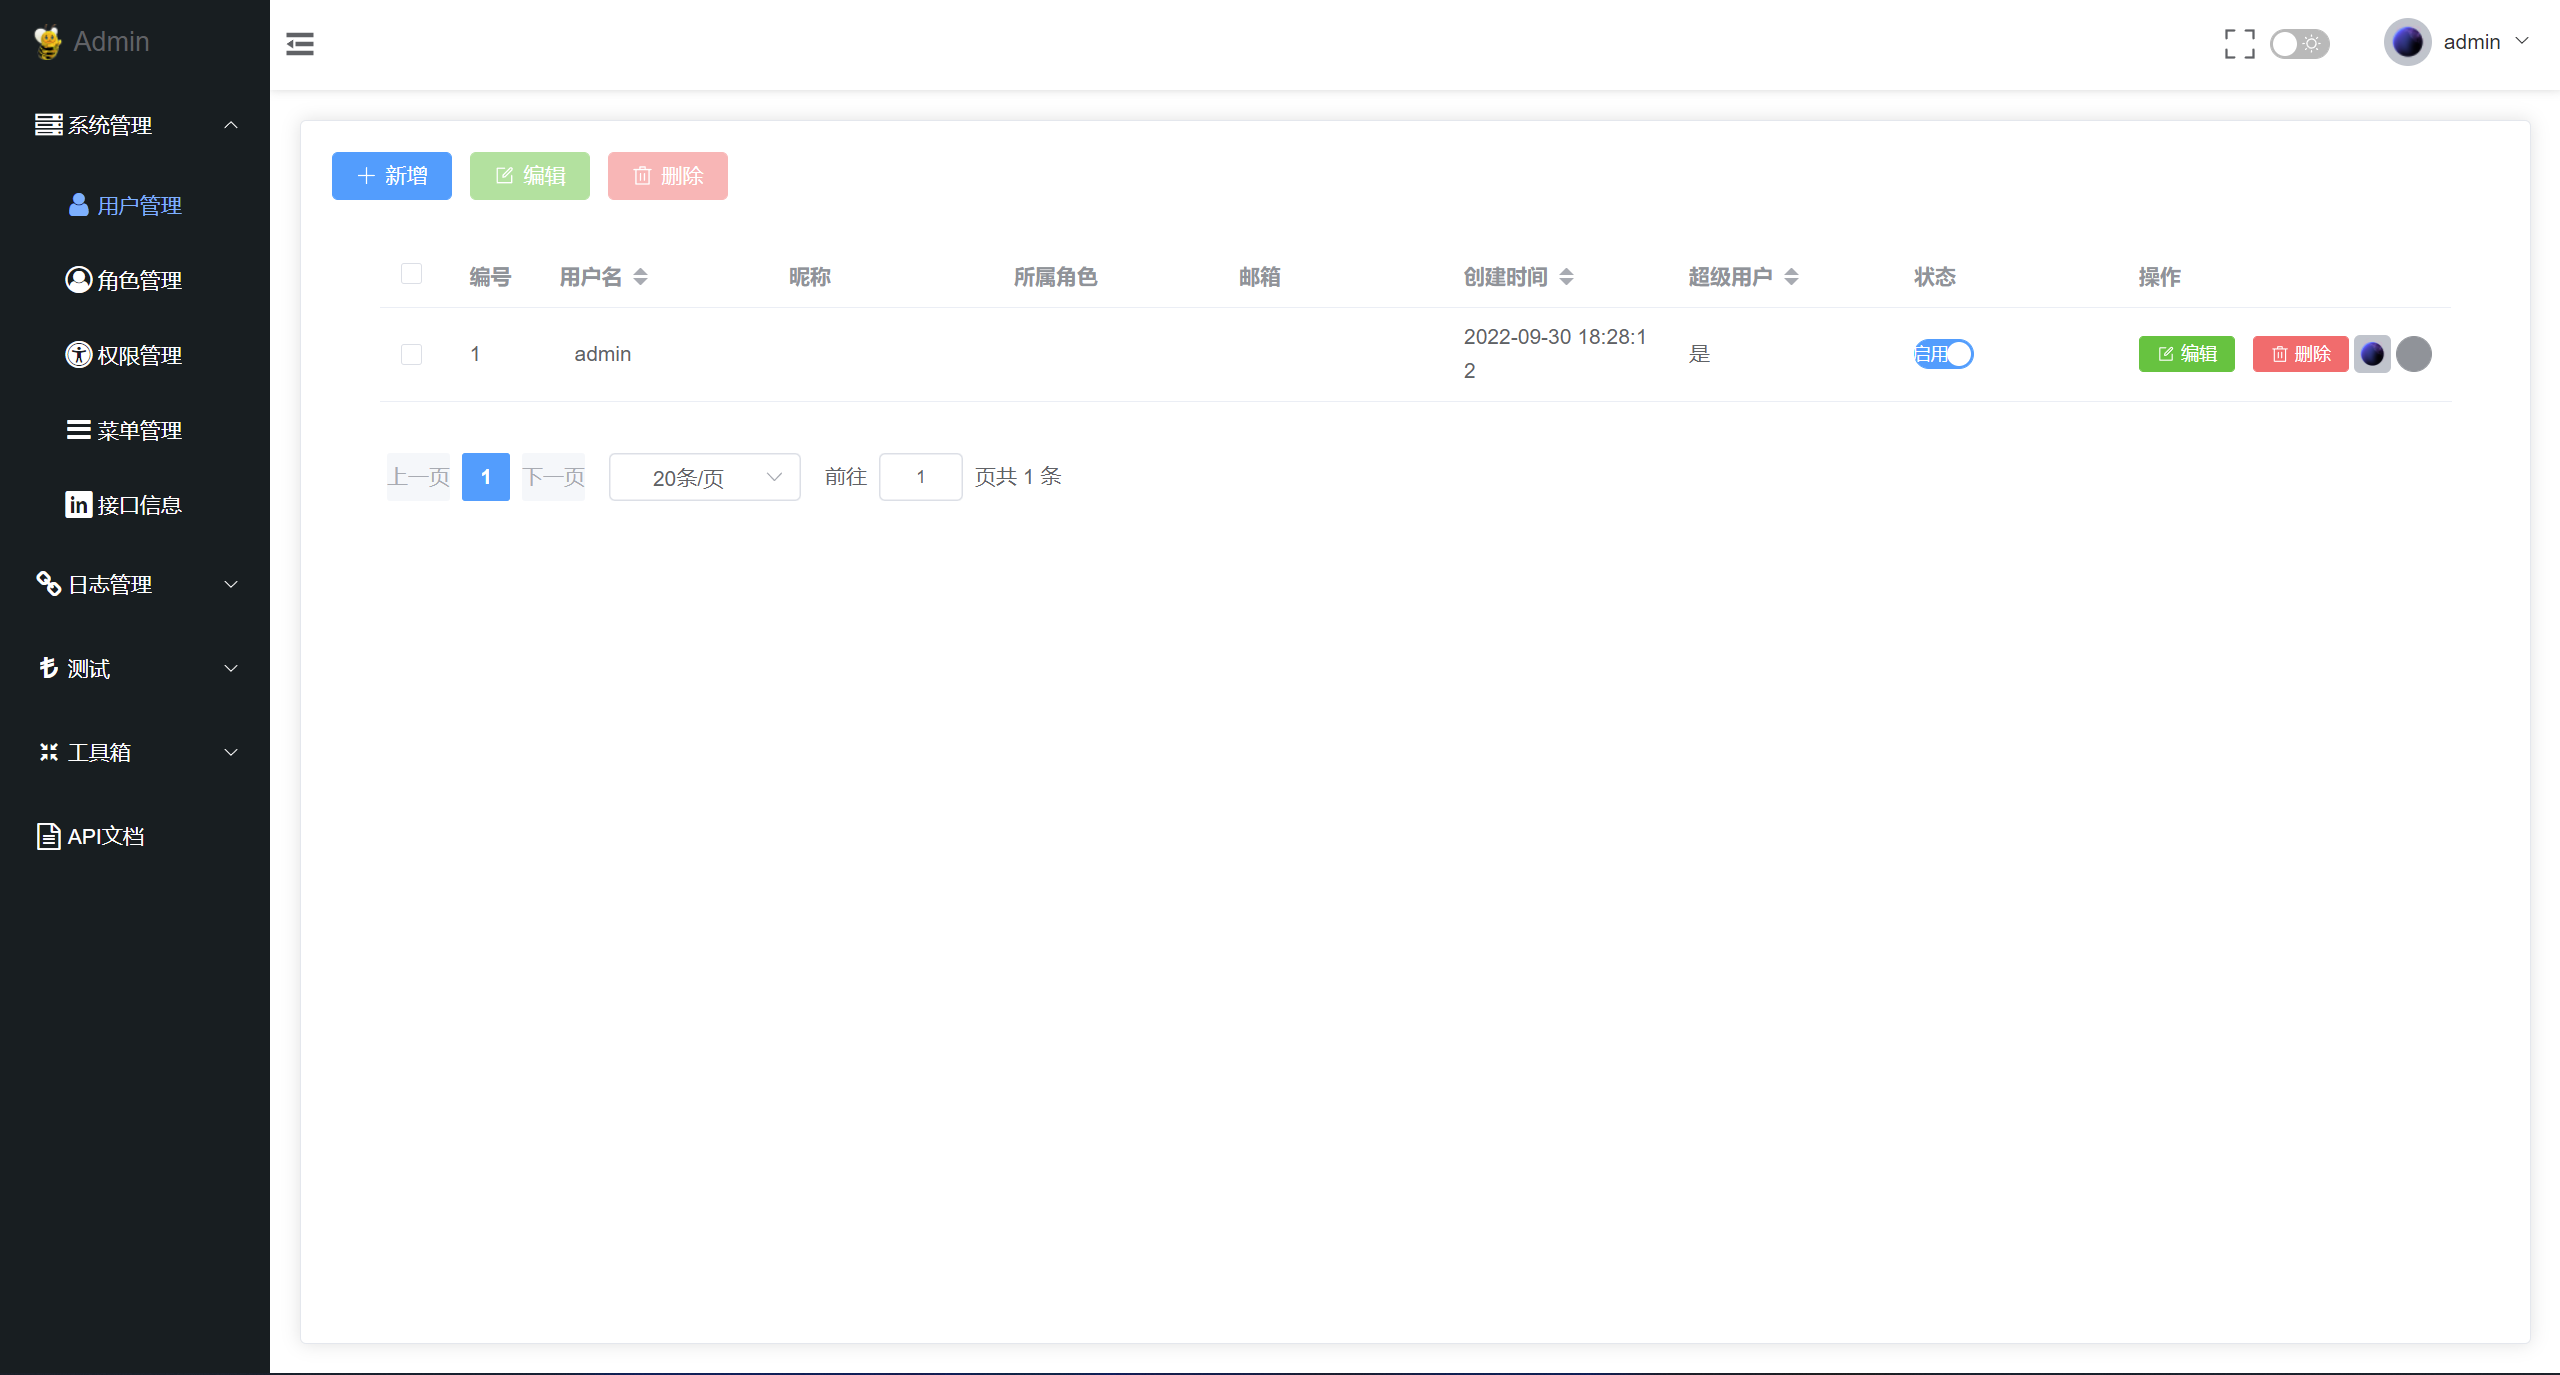 Admin
系统管理
用户管理
角色管理
权限管理
菜单管理
接口信息
日志管理
测试
工具箱
API文档
admin
新增 编辑 删除
编号 用户名 昵称 所属角色 邮箱 创建时间 超级用户 状态 操作
1 admin 2022-09-30 18:28:1
2 是 启用 编辑 删除
上一页 1 下一页 20条/页 前往 1 页共 1 条